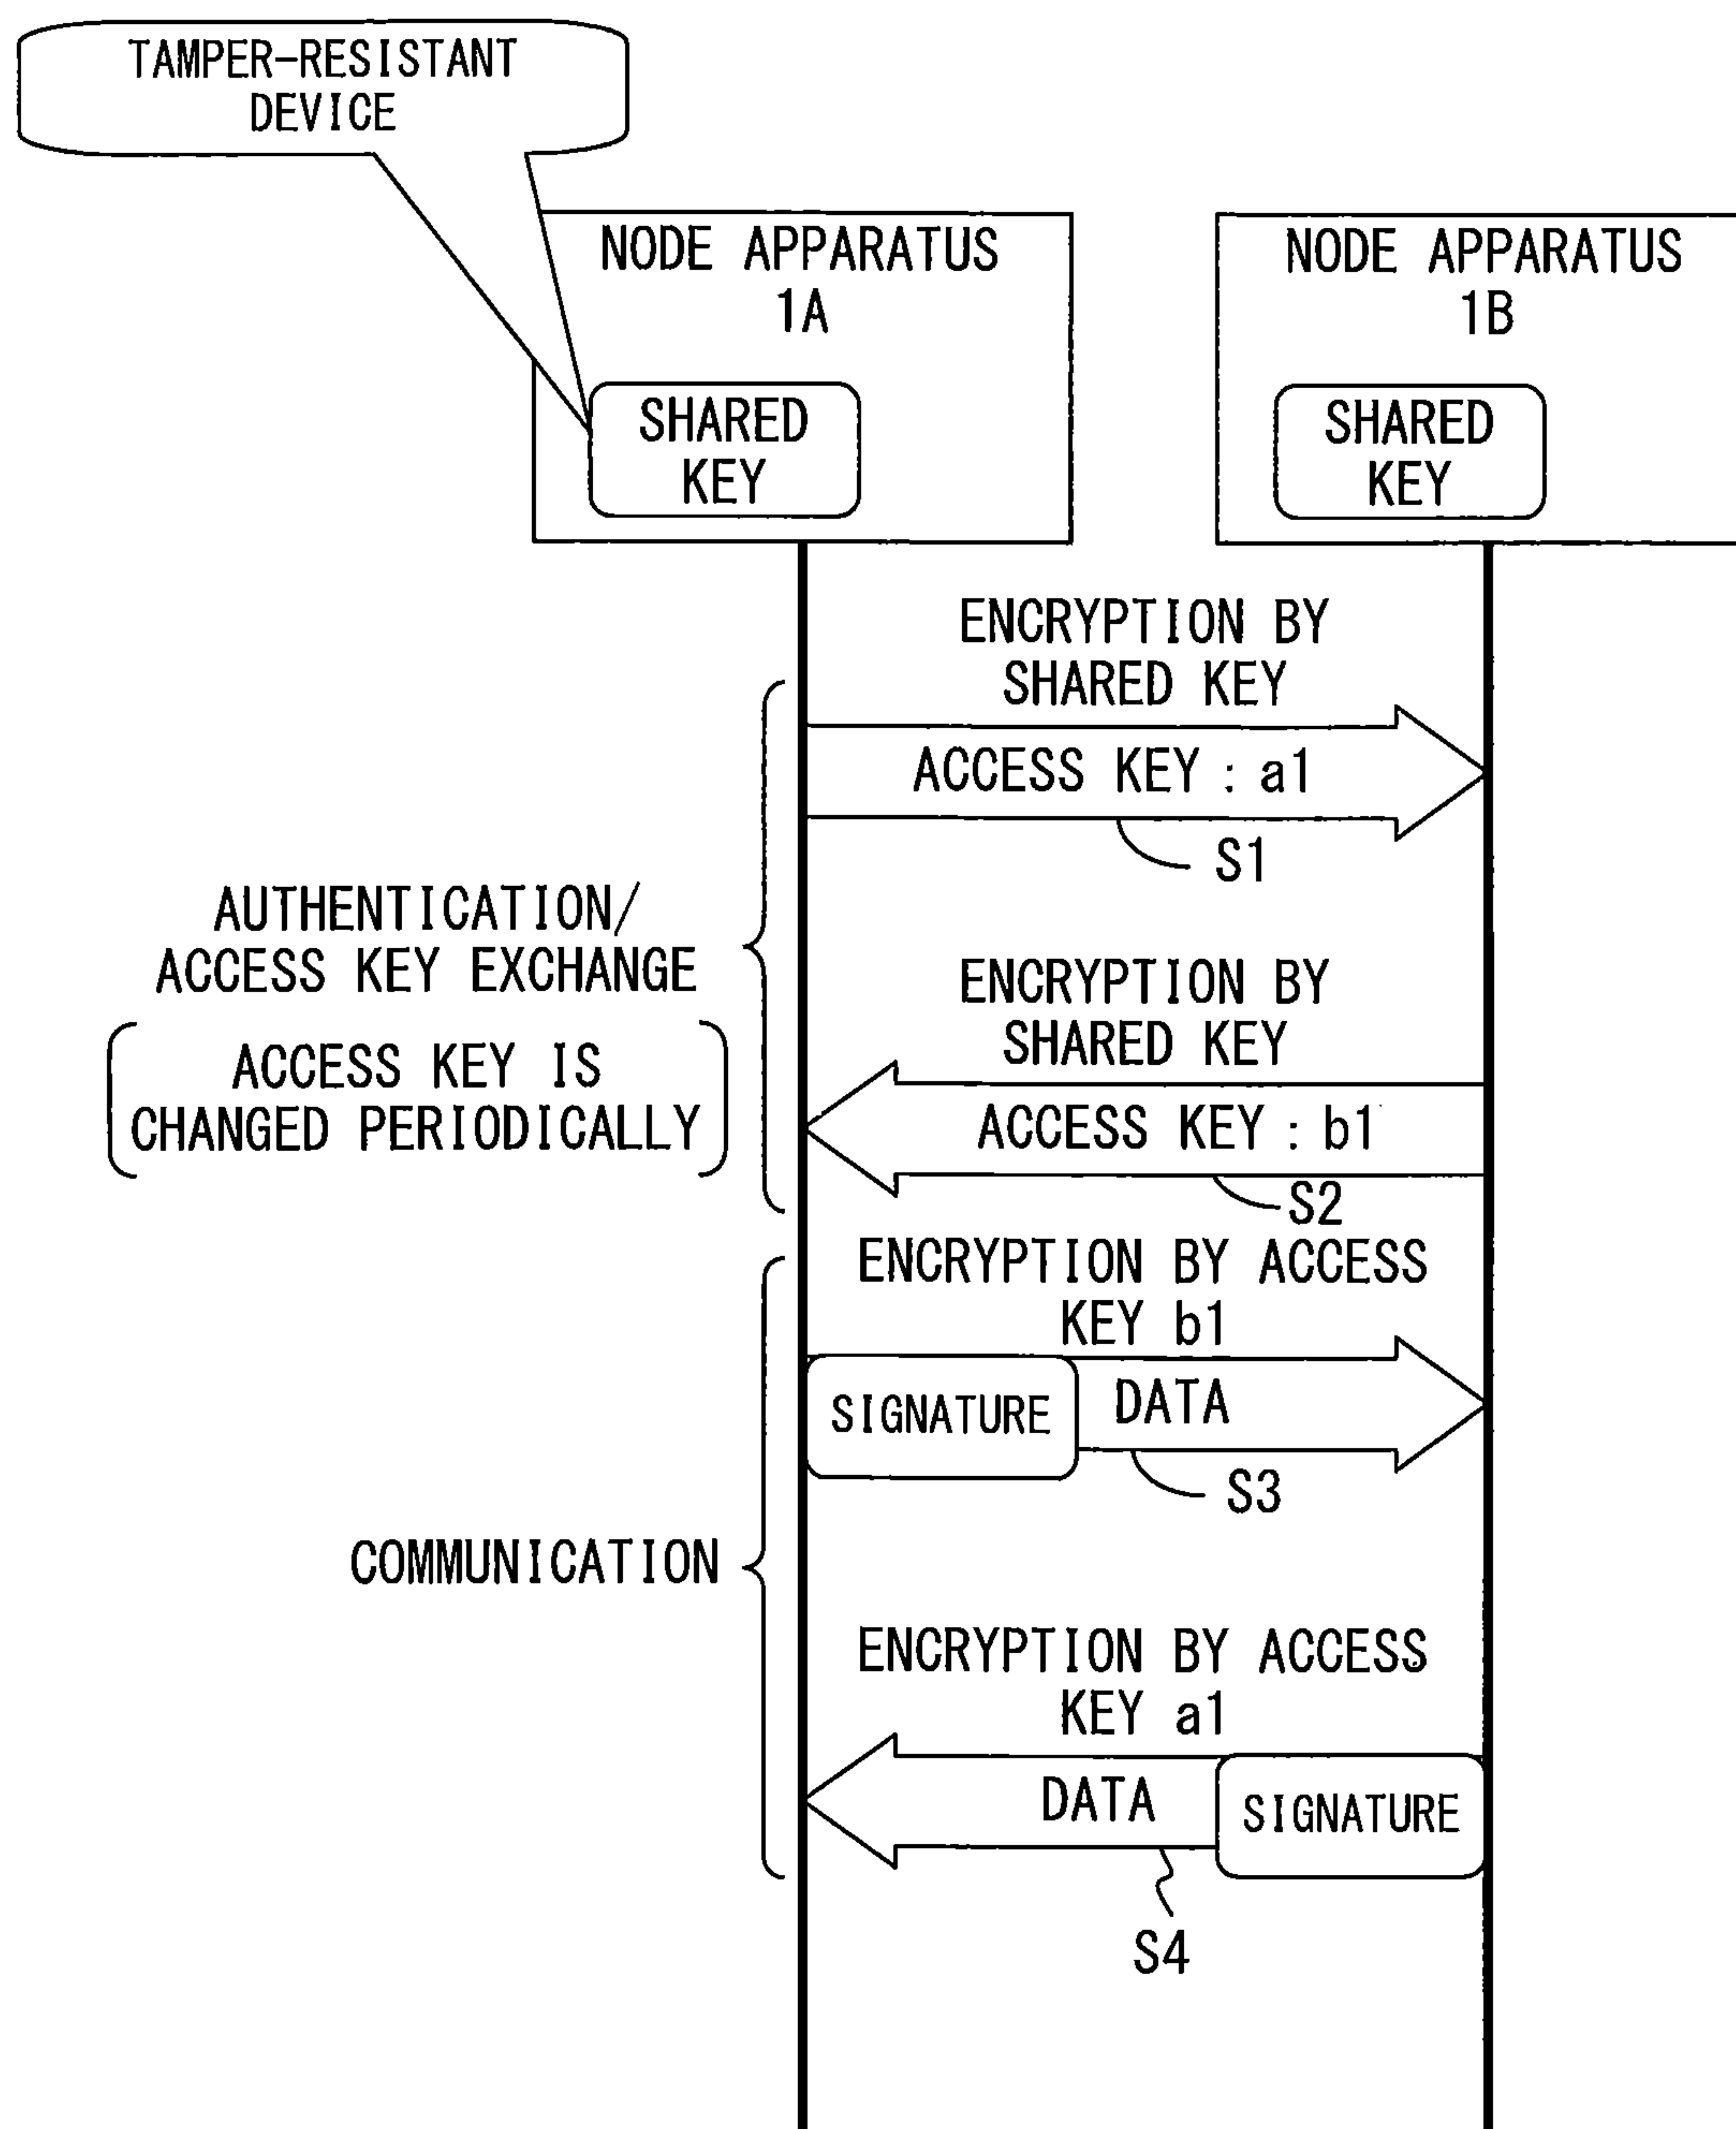 TAMPER-RESISTANT
DEVICE
NODE APPARATUS
1A
SHARED
KEY
NODE APPARATUS
1B
SHARED
KEY
ENCRYPTION BY
SHARED KEY
ACCESS KEY : a1
S1
AUTHENTICATION/
ACCESS KEY EXCHANGE
ACCESS KEY IS
CHANGED PERIODICALLY
ENCRYPTION BY
SHARED KEY
ACCESS KEY : b1
S2
ENCRYPTION BY ACCESS
KEY b1
SIGNATURE
DATA
S3
COMMUNICATION
ENCRYPTION BY ACCESS
KEY a1
DATA
SIGNATURE
S4